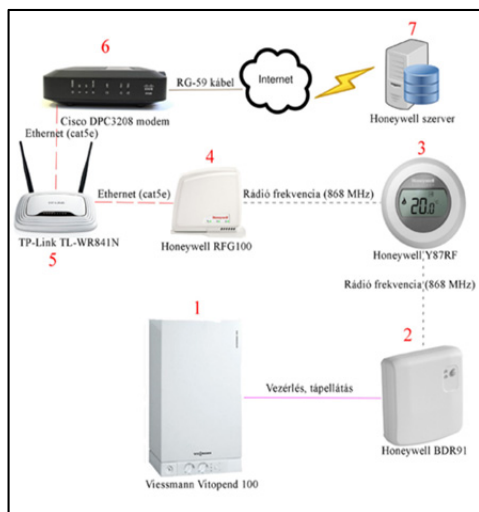 6
7
RG-59 kábel
Internet
Cisco DPC3208 modem
Honeywell szerver
Ethernet (cat5e)
4
3
Honeywell
Ethernet (cat5e)
Rádió frekvencia (868 MHz)
20.0
TP-Link TL-WR841N
Honeywell RFG100
Honeywell Y87RF
5
Rádió frekvencia (868 MHz)
1
2
Vezérlés, tápellátás
Honeywell BDR91
Viessmann Vitopend 100